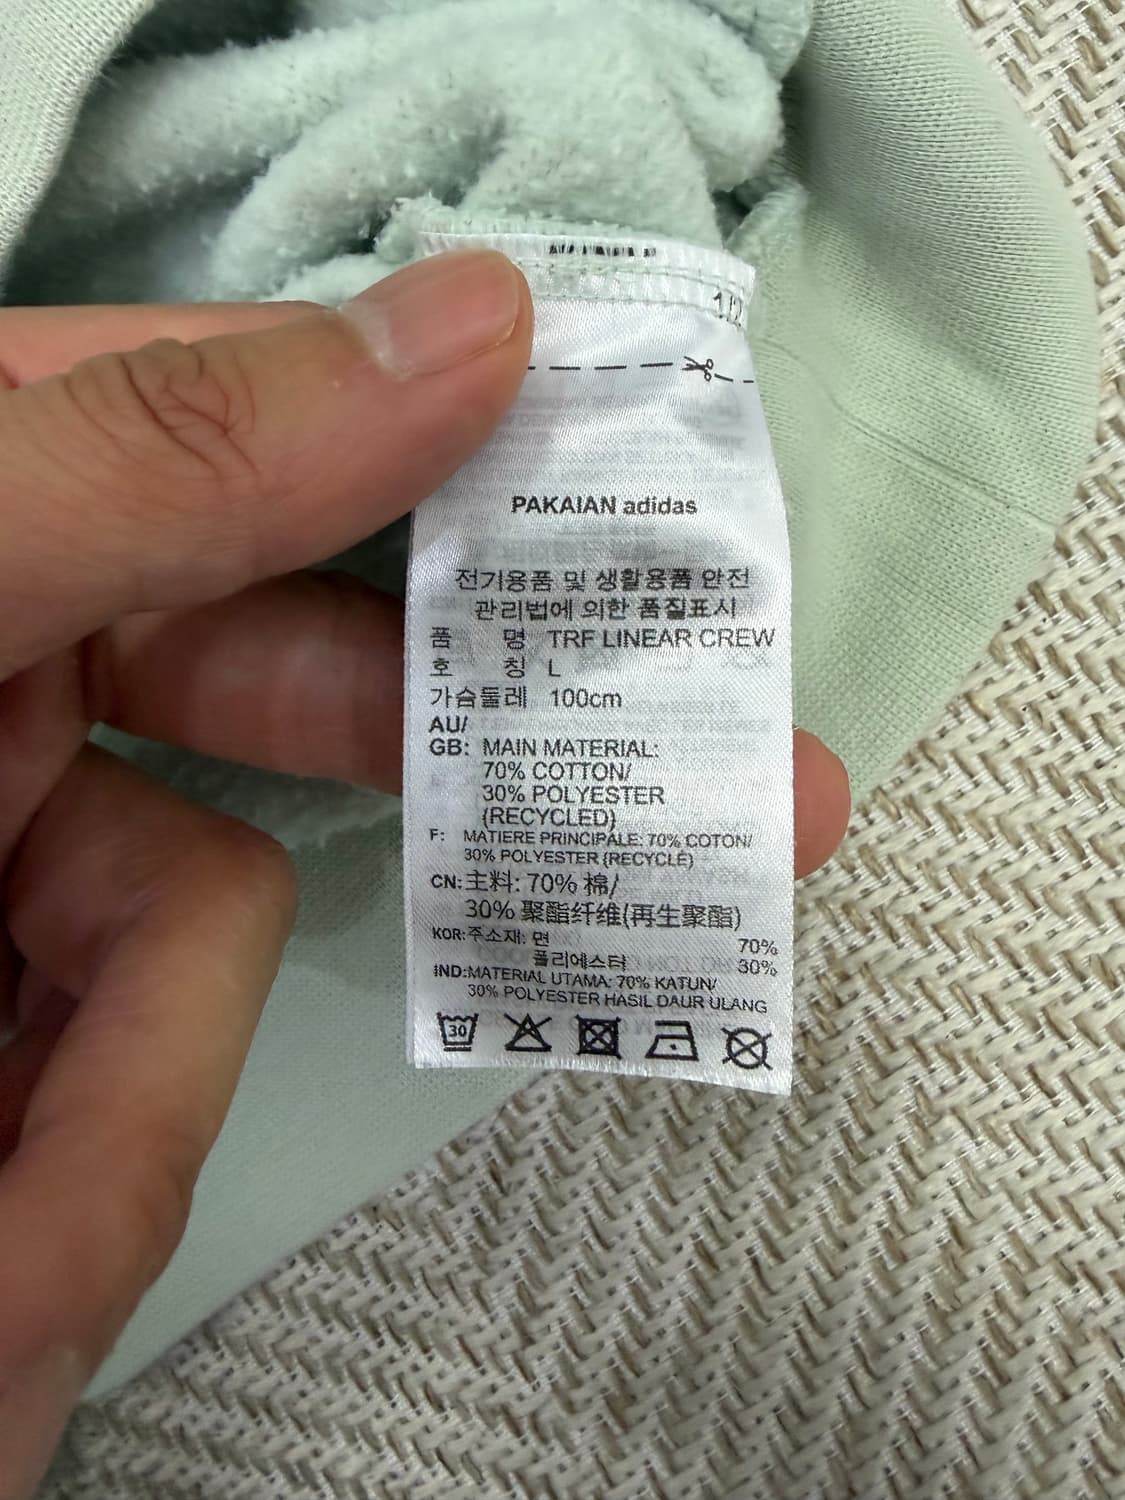 1/2
PAKAIAN adidas
전기용품 및 생활용품 안전
관리법에 의한 품질표시
품 명 TRF LINEAR CREW
호 칭 L
가슴둘레 100cm
AU/
GB: MAIN MATERIAL:
70% COTTON/
30% POLYESTER
(RECYCLED)
F: MATIERE PRINCIPALE: 70% COTON/
30% POLYESTER (RECYCLÉ)
CN:主料: 70% 棉/
30% 聚酯纤维(再生聚酯)
KOR:주소재: 면 70%
폴리에스터 30%
IND:MATERIAL UTAMA: 70% KATUN/
30% POLYESTER HASIL DAUR ULANG
30